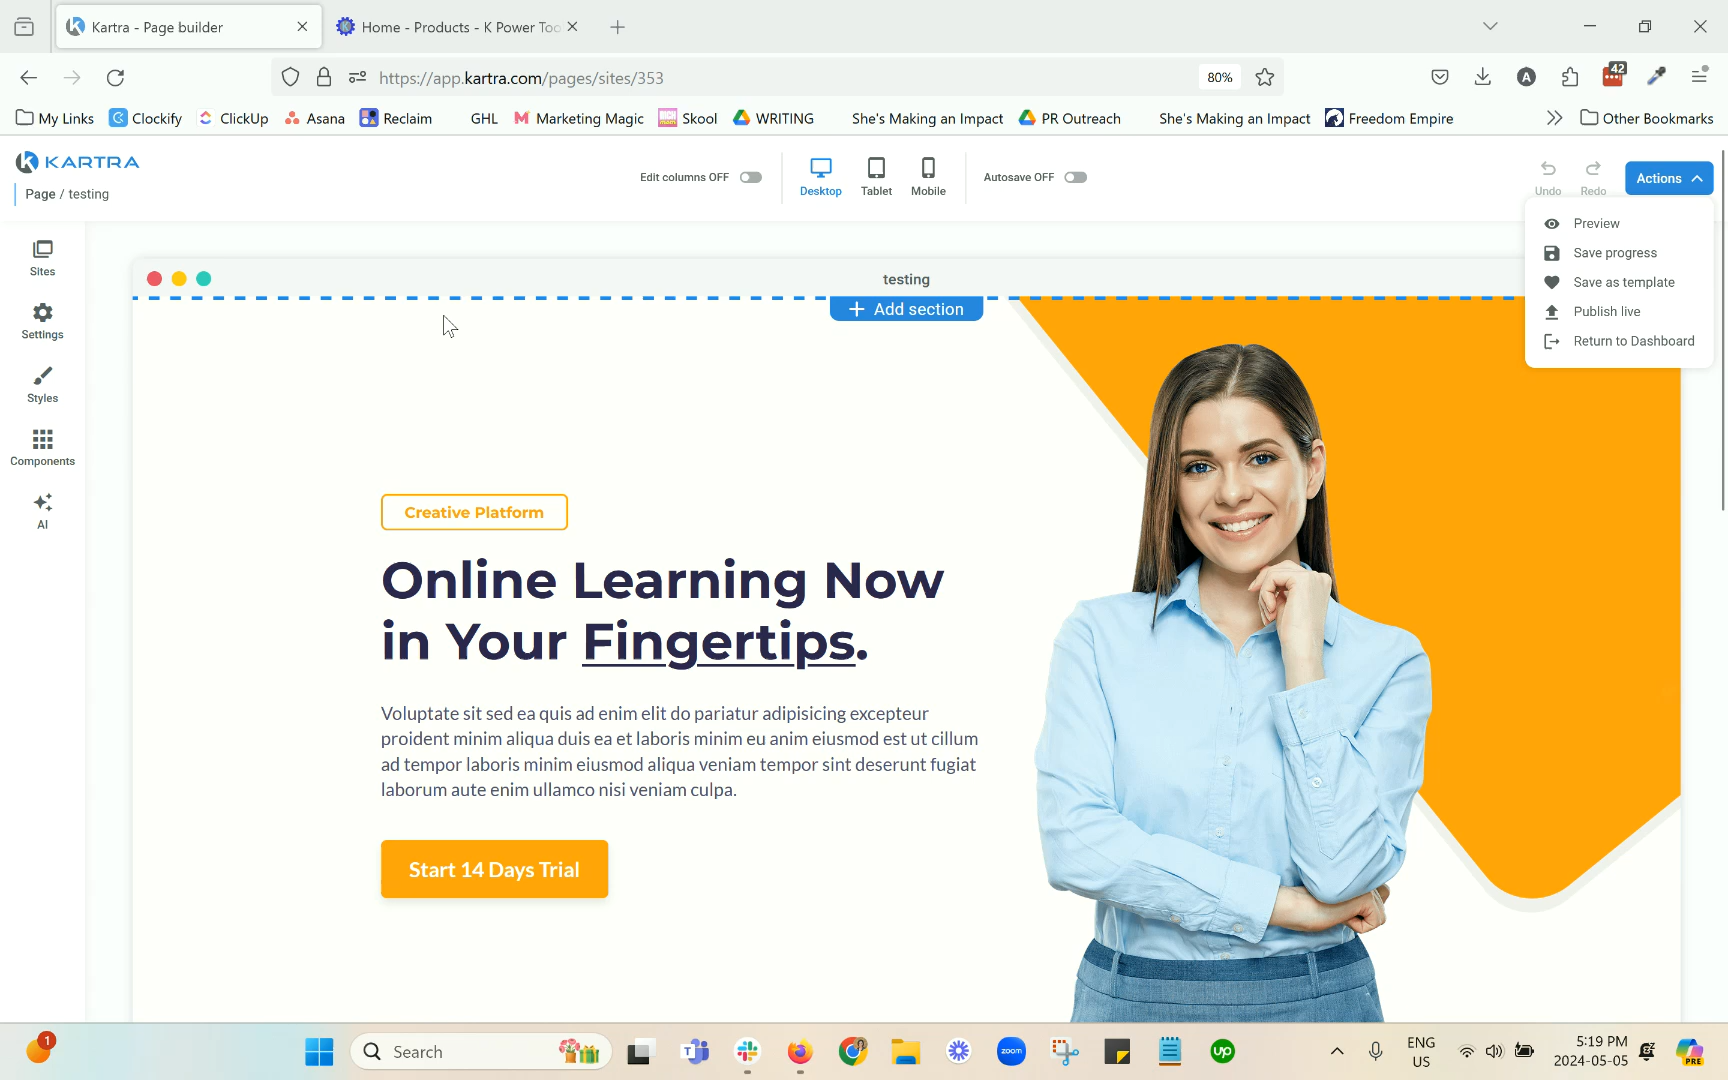 Kartra - Page builder
Home - Products - K Power Too
https://app.kartra.com/pages/sites/353
80%
A
42
My Links
Clockify
ClickUp
Asana
Reclaim
GHL
Marketing Magic
Skool
WRITING
She's Making an Impact
PR Outreach
She's Making an Impact
Freedom Empire
Other Bookmarks
KARTRA
Page / testing
Edit columns OFF
Desktop
Tablet
Mobile
Autosave OFF
Undo
Redo
Actions
Preview
Save progress
Save as template
Publish live
Return to Dashboard
Sites
Settings
Styles
Components
AI
testing
+ Add section
Creative Platform
Online Learning Now
in Your Fingertips.
Voluptate sit sed ea quis ad enim elit do pariatur adipisicing excepteur
proident minim aliqua duis ea et laboris minim eu anim eiusmod est ut cillum
ad tempor laboris minim eiusmod aliqua veniam tempor sint deserunt fugiat
laborum aute enim ullamco nisi veniam culpa.
Start 14 Days Trial
1
Search
zoom
up
ENG
US
5:19 PM
2024-05-05
PRE